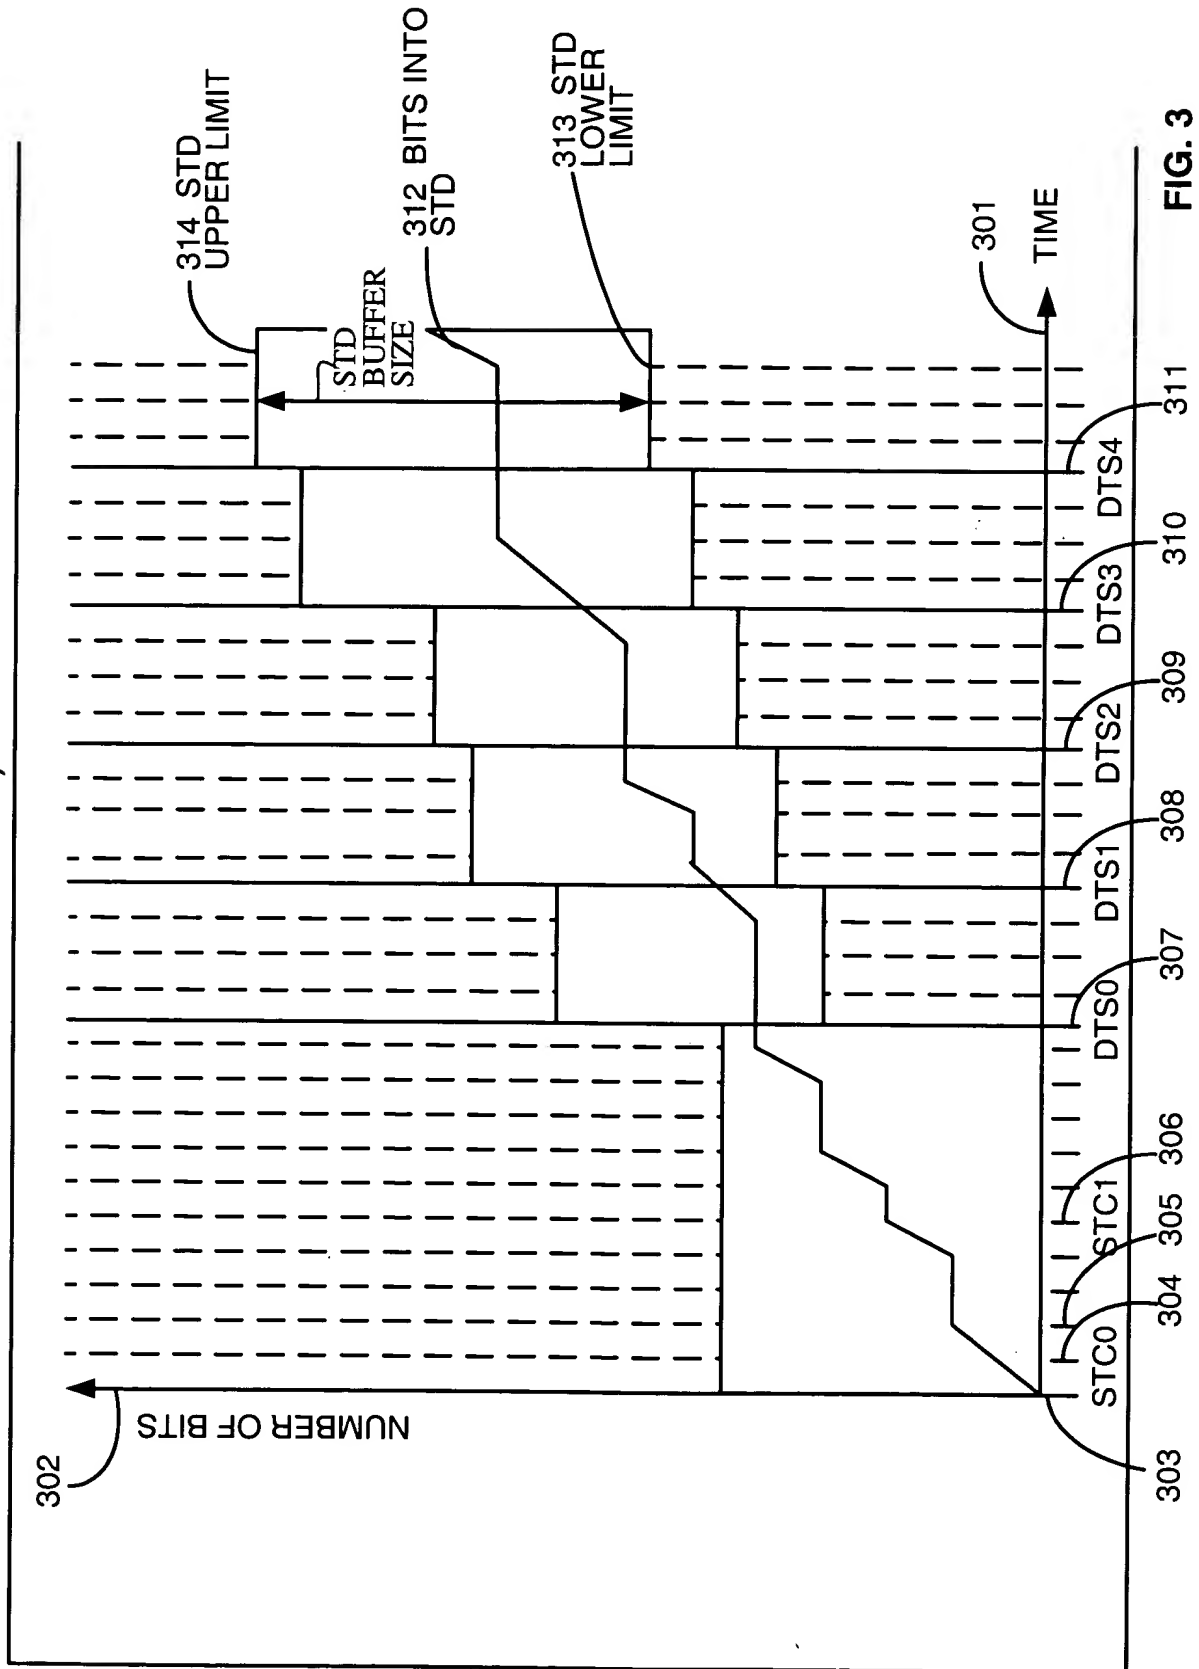 314 STD
UPPER LIMIT
312 BITS INTO
STD
313 STD
LOWER
LIMIT
STD
BUFFER
SIZE
302
NUMBER OF BITS
301
TIME
STC0
STC1
DTS0
DTS1
DTS2
DTS3
DTS4
303
304
305
306
307
308
309
310
311
FIG. 3